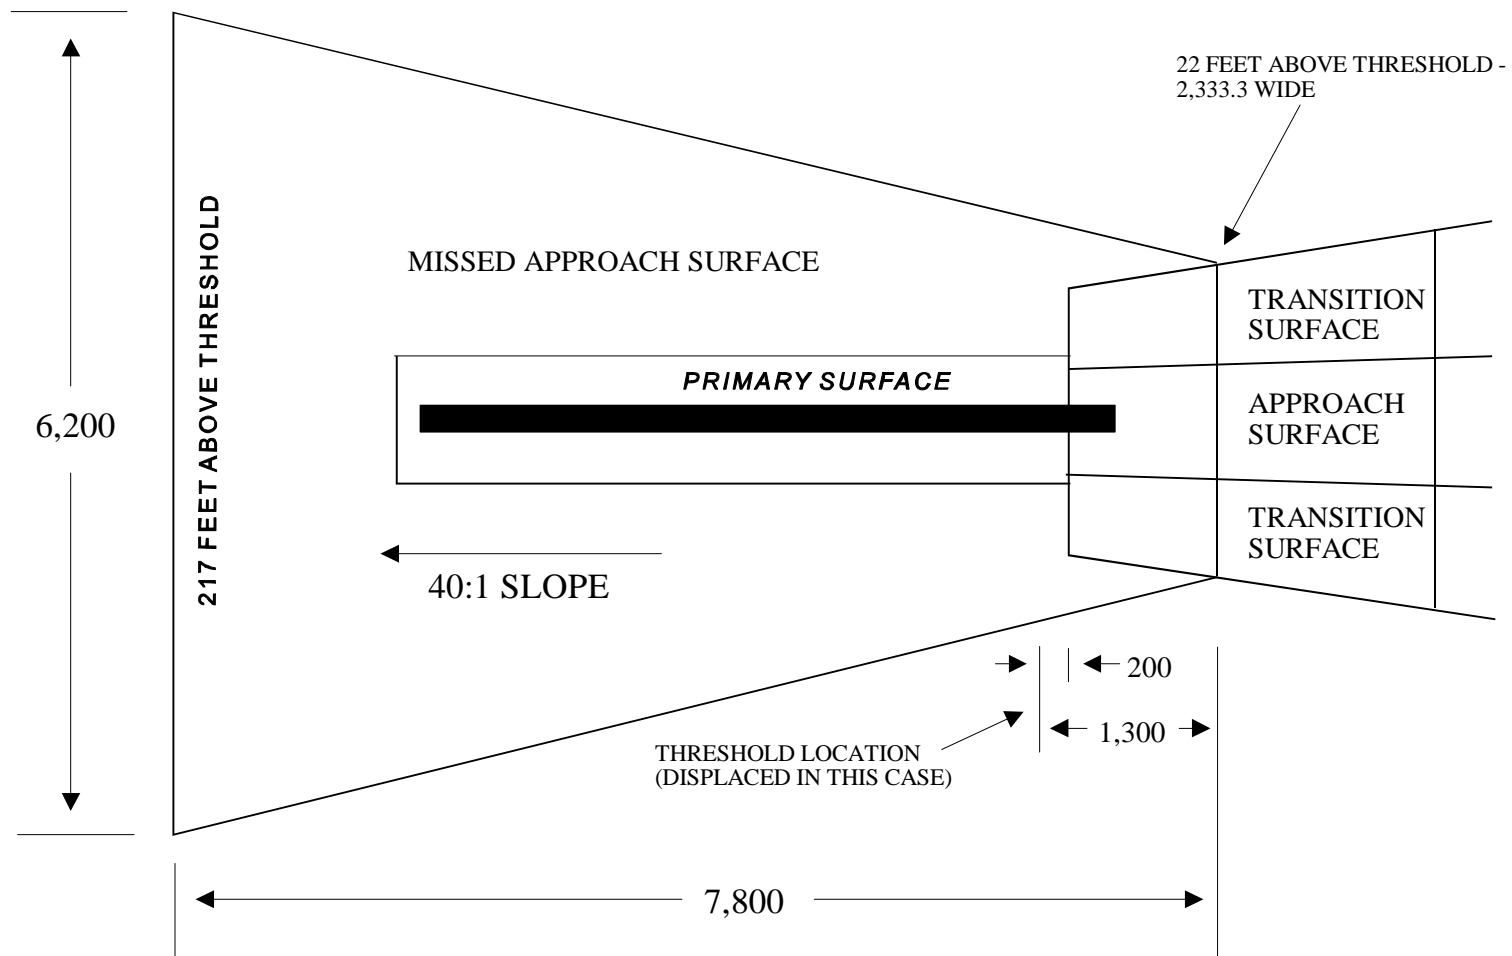 22 FEET ABOVE THRESHOLD -
2,333.3 WIDE
217 FEET ABOVE THRESHOLD
MISSED APPROACH SURFACE
TRANSITION
SURFACE
PRIMARY SURFACE
6,200
APPROACH
SURFACE
TRANSITION
SURFACE
40:1 SLOPE
200
1,300
THRESHOLD LOCATION
(DISPLACED IN THIS CASE)
7,800